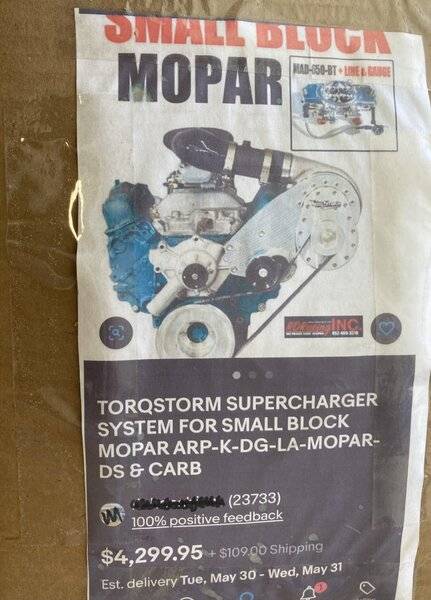 SMALL BLOCK
MOPAR
MAD-650-BT + LINE & GAUGE
INC.
TORQSTORM SUPERCHARGER
SYSTEM FOR SMALL BLOCK
MOPAR ARP-K-DG-LA-MOPAR-
DS & CARB
(23733)
100% positive feedback
$4,299.95 + $109.00 Shipping
Est. delivery Tue, May 30 - Wed, May 31